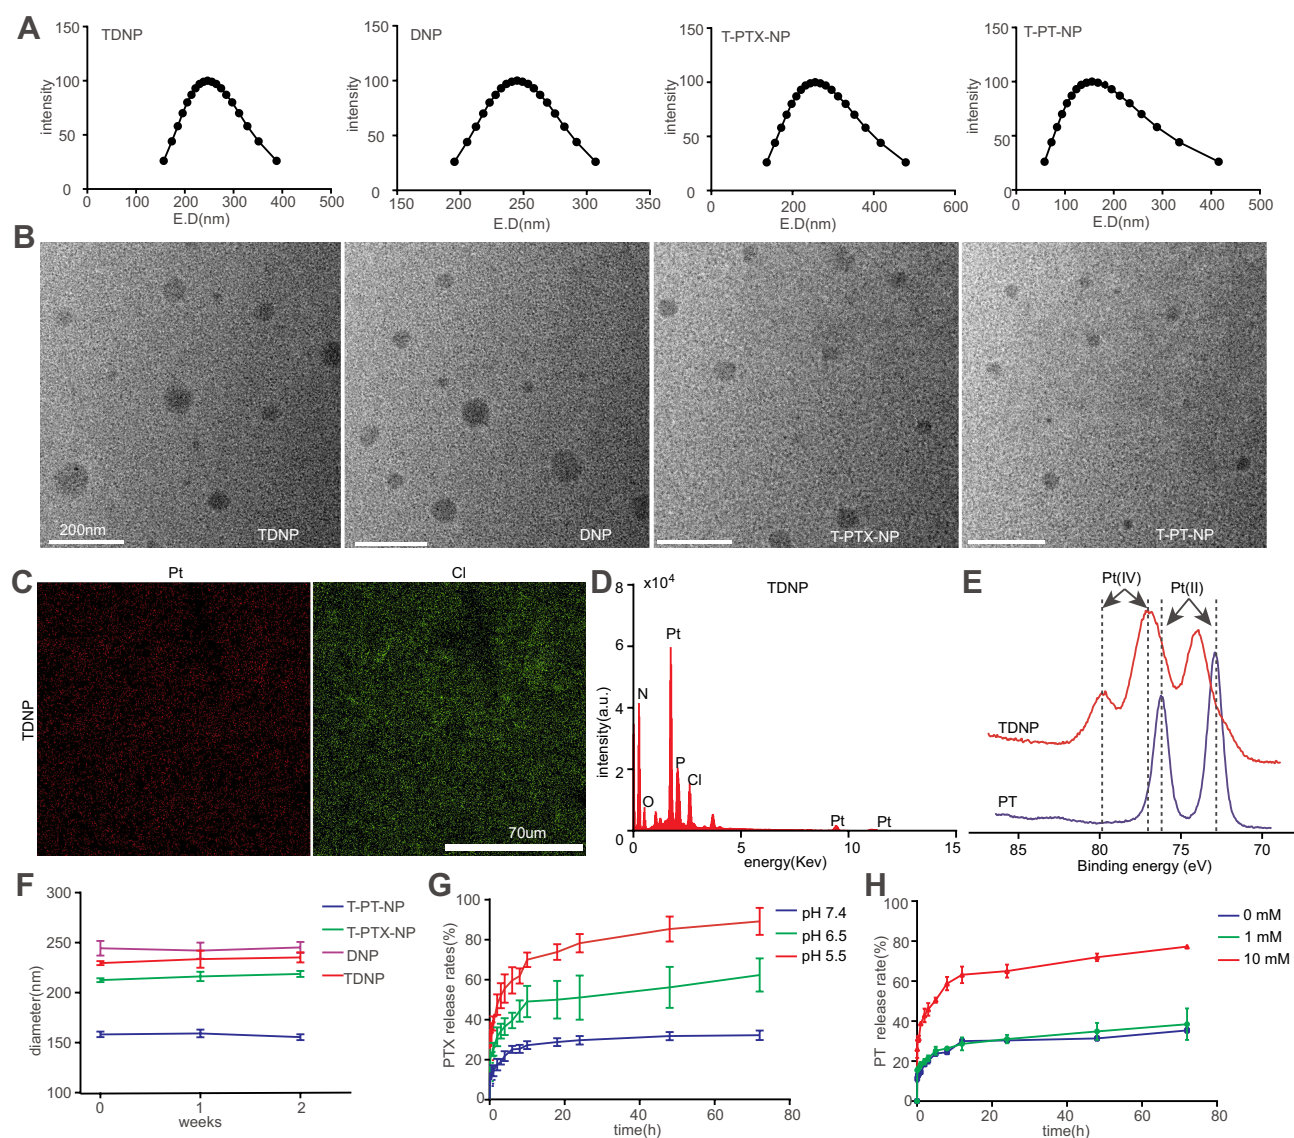 A
TDNP
DNP
T-PTX-NP
T-PT-NP
150
100
50
0
intensity
0 100 200 300 400 500
E.D(nm)
150
100
50
0
intensity
150 200 250 300 350
E.D(nm)
150
100
50
0
intensity
0 200 400 600
E.D(nm)
150
100
50
0
intensity
0 100 200 300 400 500
E.D(nm)
B
200nm
TDNP
DNP
T-PTX-NP
T-PT-NP
C
Pt
Cl
TDNP
70um
D
x10⁴
TDNP
8
6
4
2
0
intensity(a.u.)
N
O
Pt
P
Cl
Pt
Pt
0 5 10 15
energy(Kev)
E
Pt(IV)
Pt(II)
TDNP
PT
85 80 75 70
Binding energy (eV)
F
300
250
200
150
100
diameter(nm)
0 1 2
weeks
T-PT-NP
T-PTX-NP
DNP
TDNP
G
100
80
60
40
20
0
PTX release rates(%)
0 20 40 60 80
time(h)
pH 7.4
pH 6.5
pH 5.5
H
100
80
60
40
20
0
PT release rate(%)
0 20 40 60 80
time(h)
0 mM
1 mM
10 mM